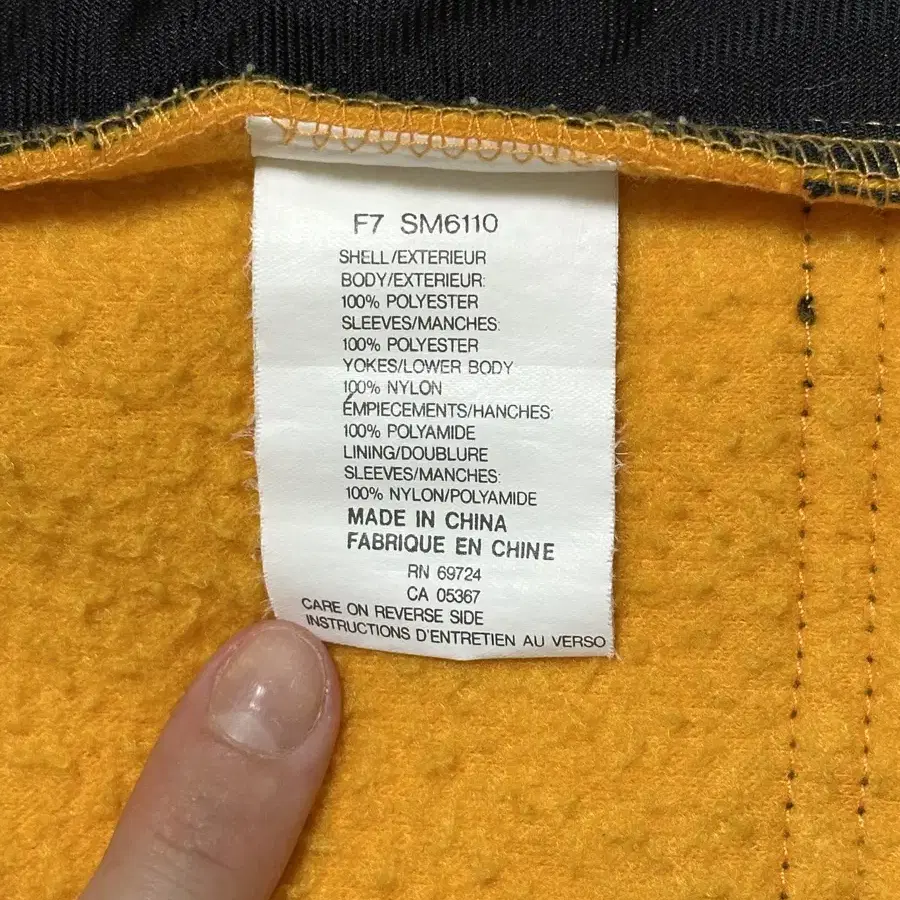 F7 SM6110
SHELL/EXTERIEUR
BODY/EXTERIEUR:
100% POLYESTER
SLEEVES/MANCHES:
100% POLYESTER
YOKES/LOWER BODY
100% NYLON
ÉMPIECEMENTS/HANCHES:
100% POLYAMIDE
LINING/DOUBLURE
SLEEVES/MANCHES:
100% NYLON/POLYAMIDE
MADE IN CHINA
FABRIQUE EN CHINE
RN 69724
CA 05367
CARE ON REVERSE SIDE
INSTRUCTIONS D'ENTRETIEN AU VERSO